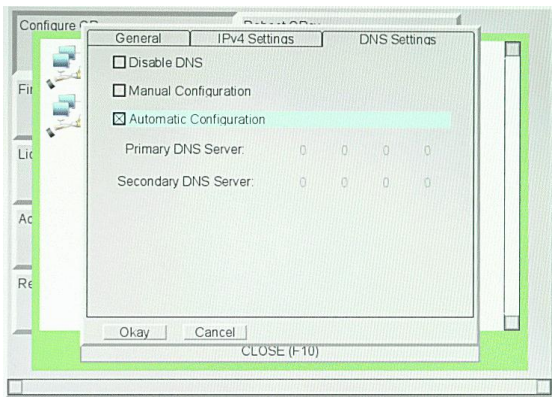 Configure
General IPv4 Settings DNS Settings
Disable DNS
Manual Configuration
Automatic Configuration
Primary DNS Server: 0 0 0 0
Secondary DNS Server: 0 0 0 0
Okay Cancel
CLOSE (F10)